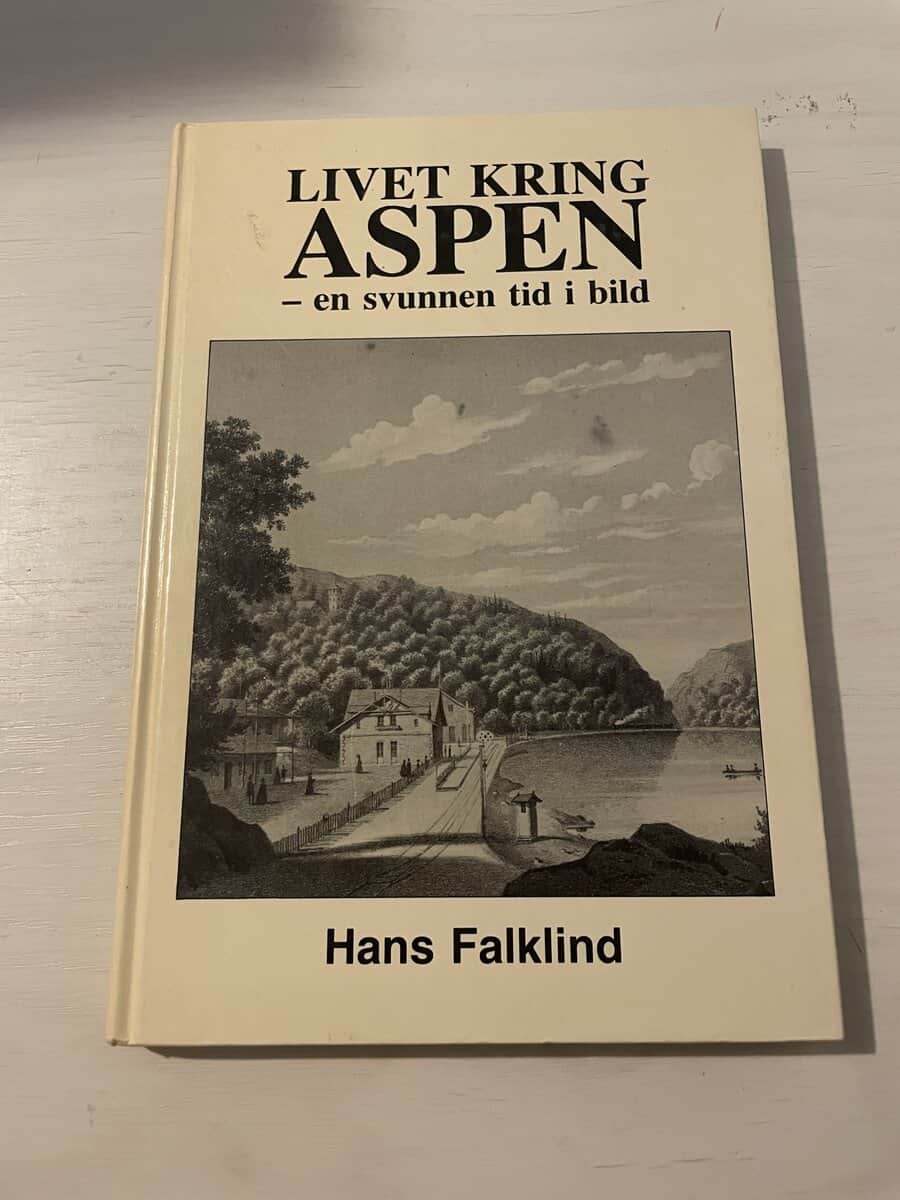 LIVET KRING
ASPEN
– en svunnen tid i bild
Hans Falklind